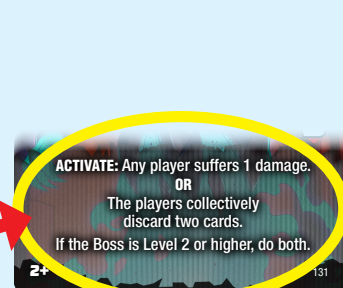 ACTIVATE: Any player suffers 1 damage.
OR
The players collectively
discard two cards.
If the Boss is Level 2 or higher, do both.
2+
131